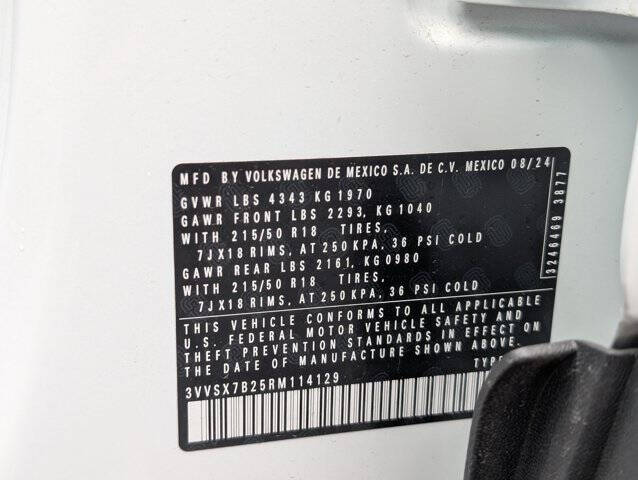 MFD BY VOLKSWAGEN DE MEXICO S.A. DE C.V. MEXICO 08/24
GVWR LBS 4343 KG 1970
GAWR FRONT LBS 2293, KG 1040
WITH 215/50 R18 TIRES,
7JX18 RIMS, AT 250 KPA, 36 PSI COLD
GAWR REAR LBS 2161, KG 0980
WITH 215/50 R18 TIRES,
7JX18 RIMS, AT 250 KPA, 36 PSI COLD
THIS VEHICLE CONFORMS TO ALL APPLICABLE
U.S. FEDERAL MOTOR VEHICLE SAFETY AND
THEFT PREVENTION STANDARDS IN EFFECT ON
THE DATE OF MANUFACTURE SHOWN ABOVE.
3VVSX7B25RM114129
3246469 3877